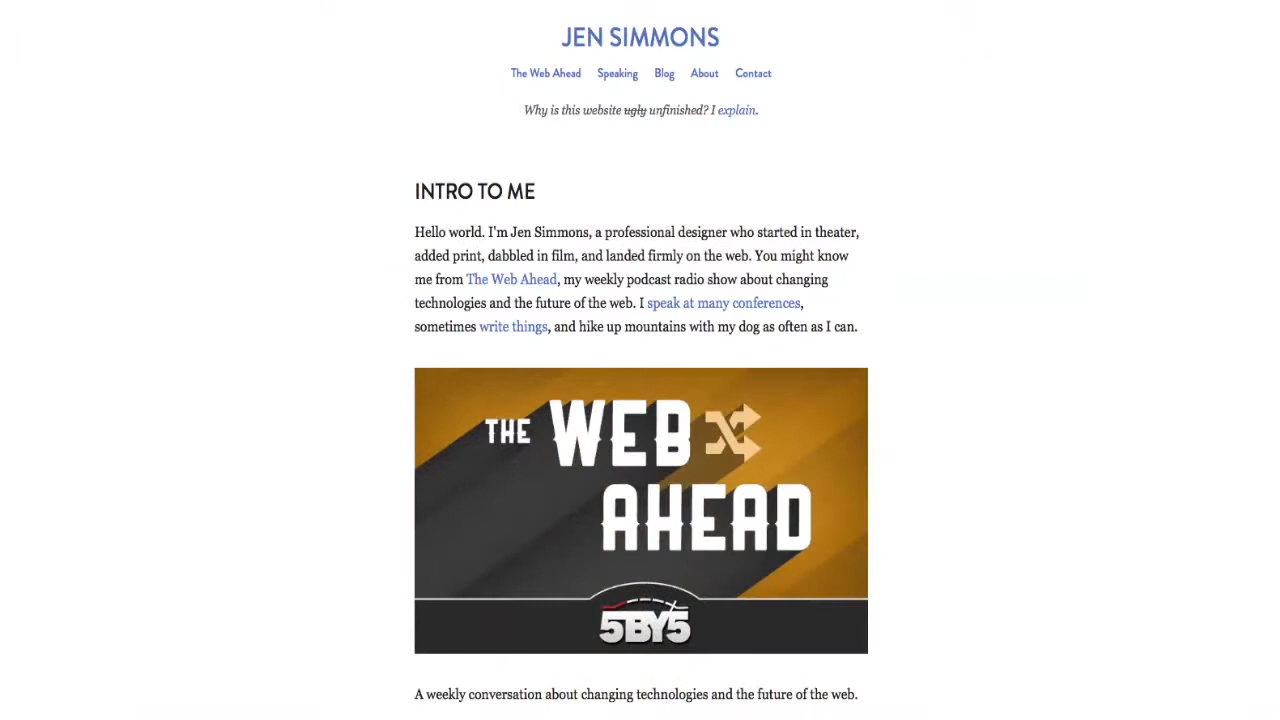 JEN SIMMONS
The Web Ahead Speaking Blog About Contact
Why is this website ugly unfinished? I explain.
INTRO TO ME
Hello world. I'm Jen Simmons, a professional designer who started in theater,
added print, dabbled in film, and landed firmly on the web. You might know
me from The Web Ahead, my weekly podcast radio show about changing
technologies and the future of the web. I speak at many conferences,
sometimes write things, and hike up mountains with my dog as often as I can.
THE WEB
AHEAD
5BY5
A weekly conversation about changing technologies and the future of the web.